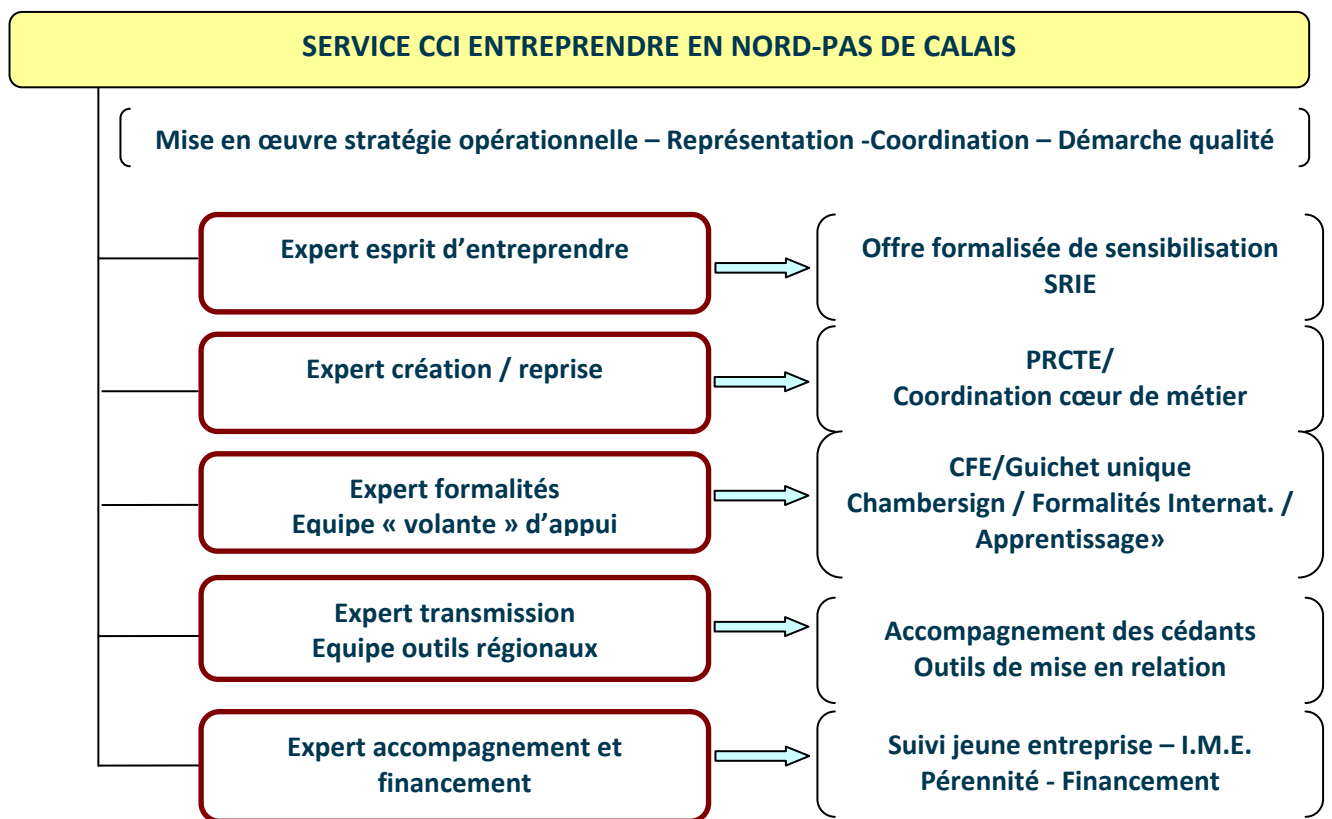 SERVICE CCI ENTREPRENDRE EN NORD-PAS DE CALAIS
Mise en œuvre stratégie opérationnelle – Représentation -Coordination – Démarche qualité
Expert esprit d’entreprendre
Offre formalisée de sensibilisation
SRIE
Expert création / reprise
PRCTE/
Coordination cœur de métier
Expert formalités
Equipe « volante » d’appui
CFE/Guichet unique
Chambersign / Formalités Internat. /
Apprentissage»
Expert transmission
Equipe outils régionaux
Accompagnement des cédants
Outils de mise en relation
Expert accompagnement et
financement
Suivi jeune entreprise – I.M.E.
Pérennité - Financement